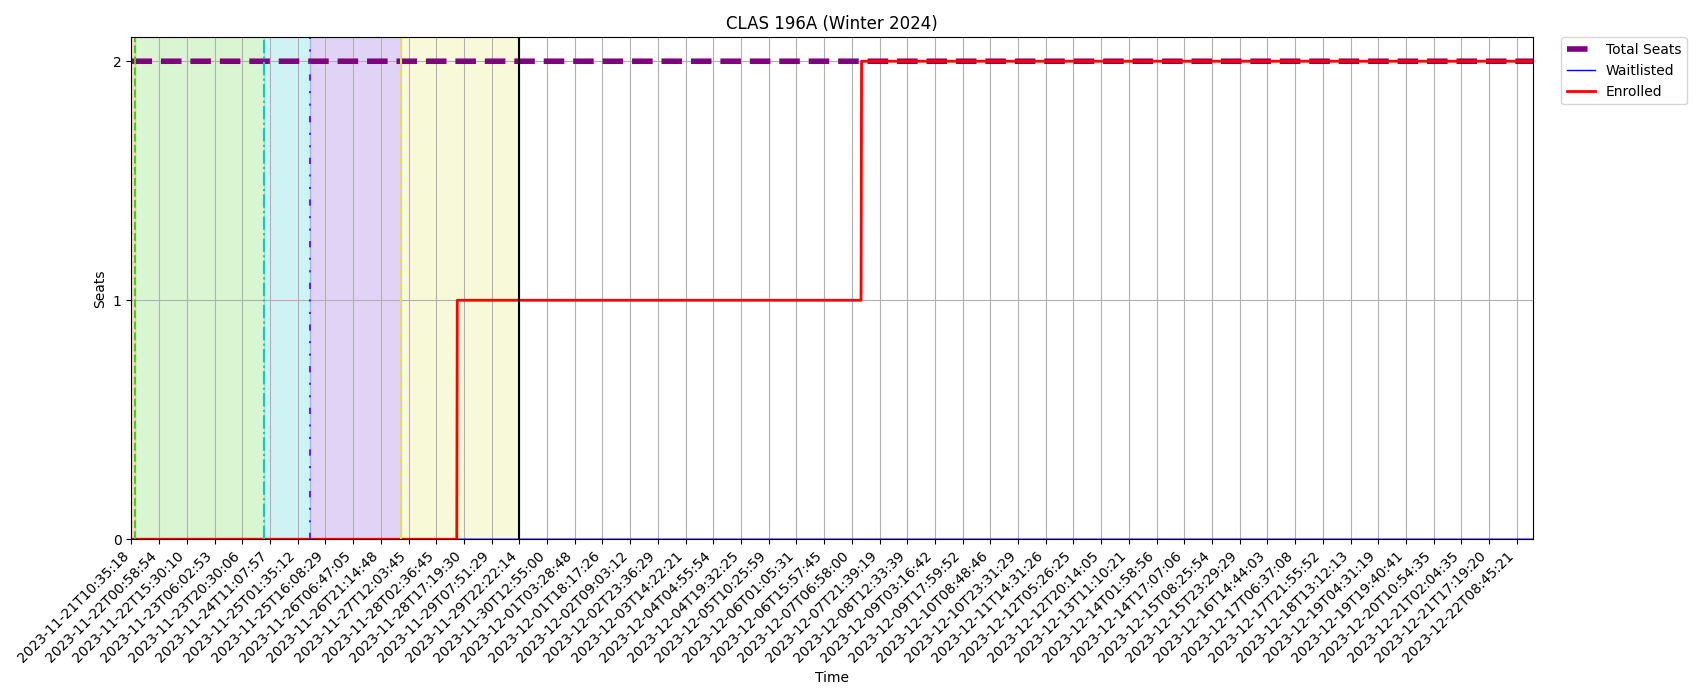 CLAS 196A (Winter 2024)
Total Seats
Waitlisted
Enrolled
Seats
2
1
0
2023-11-21T10:35:18
2023-11-22T00:58:54
2023-11-22T15:30:10
2023-11-23T06:02:53
2023-11-23T20:30:06
2023-11-24T11:07:57
2023-11-25T01:35:12
2023-11-25T16:08:29
2023-11-26T06:47:05
2023-11-26T21:14:48
2023-11-27T12:03:45
2023-11-28T02:36:45
2023-11-28T17:19:30
2023-11-29T07:51:29
2023-11-29T22:22:14
2023-11-30T12:55:00
2023-12-01T03:28:48
2023-12-01T18:17:26
2023-12-02T09:03:12
2023-12-02T23:36:29
2023-12-03T14:22:21
2023-12-04T04:55:54
2023-12-04T19:32:25
2023-12-05T10:25:59
2023-12-06T01:05:31
2023-12-06T15:57:45
2023-12-07T06:58:00
2023-12-07T21:39:19
2023-12-08T12:33:39
2023-12-09T03:16:42
2023-12-09T17:59:52
2023-12-10T08:48:46
2023-12-10T23:31:29
2023-12-11T14:31:26
2023-12-12T05:26:25
2023-12-12T20:14:05
2023-12-13T11:10:21
2023-12-14T01:58:56
2023-12-14T17:07:06
2023-12-15T08:25:54
2023-12-15T23:29:29
2023-12-16T14:44:03
2023-12-17T06:37:08
2023-12-17T21:55:52
2023-12-18T13:12:13
2023-12-19T04:31:19
2023-12-19T19:40:41
2023-12-20T10:54:35
2023-12-21T02:04:35
2023-12-21T17:19:20
2023-12-22T08:45:21
Time